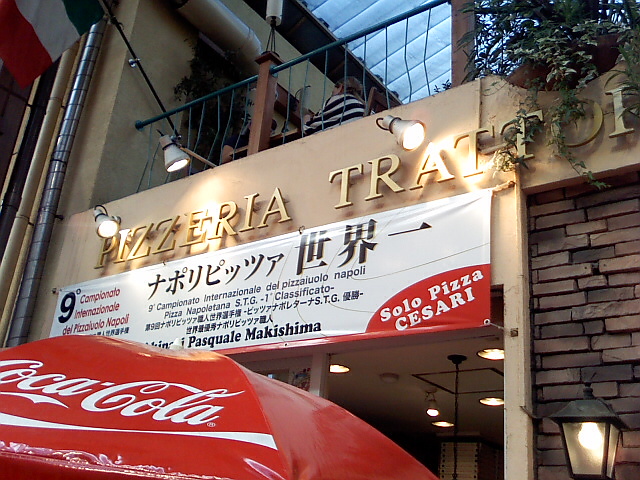 PIZZERIA TRATTOI
ナポリピッツァ 世界一
9° Campionato
Internazionale
del Pizzaiuolo Napoli
9° Campionato Internazionale del pizzaiuolo napoli
Pizza Napoletana S.T.G. -1° Classificato-
第9回ナポリピッツァ職人世界選手権 -ピッツァナポレターナS.T.G. 優勝-
世界最優秀ナポリピッツァ職人
Pasquale Makishima
Solo Pizza
CESARI
Coca-Cola